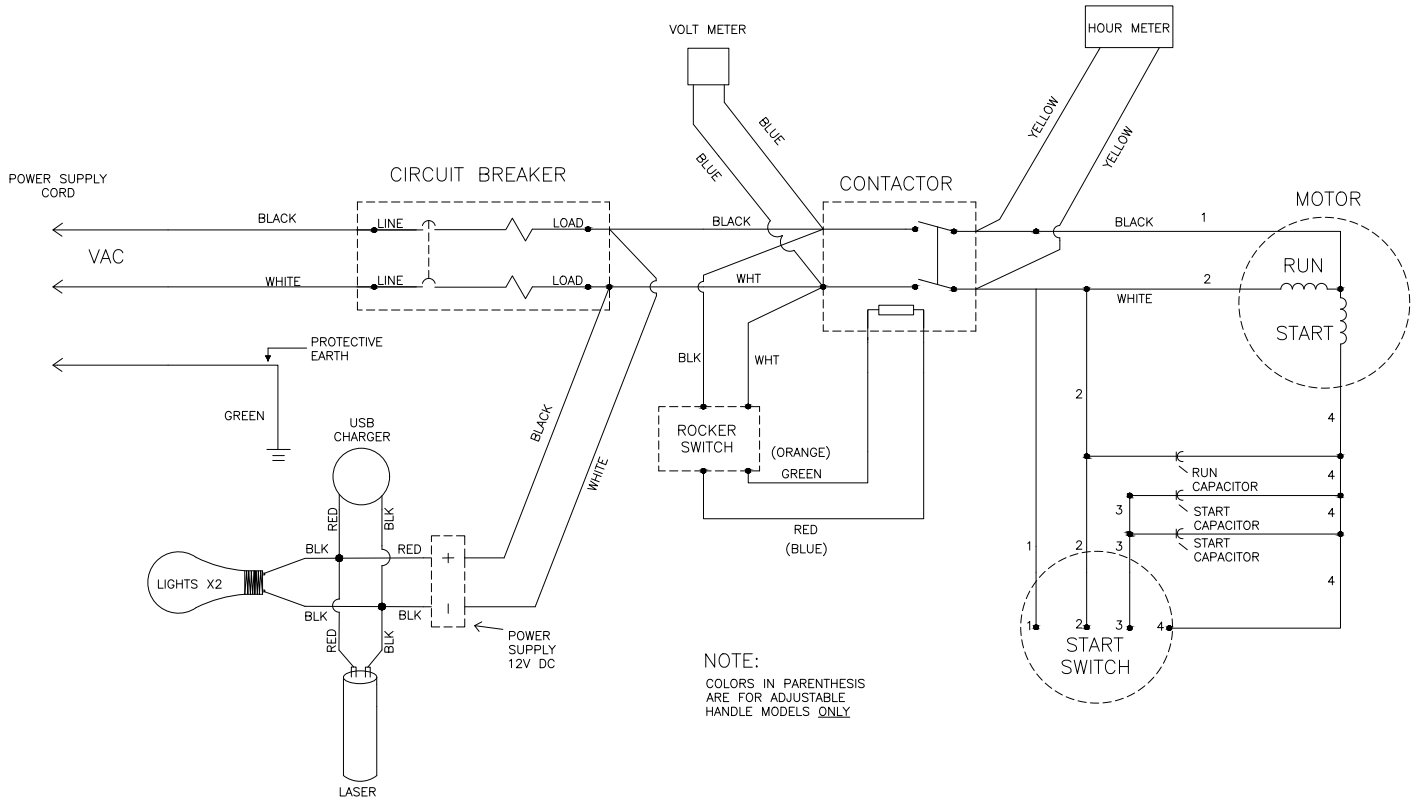 VOLT METER
HOUR METER
BLUE
BLUE
YELLOW
YELLOW
POWER SUPPLY
CORD
CIRCUIT BREAKER
CONTACTOR
MOTOR
BLACK
LINE
LOAD
BLACK
BLACK
1
VAC
WHITE
LINE
LOAD
WHT
WHITE
2
RUN
START
PROTECTIVE
EARTH
GREEN
BLK
WHT
2
4
USB
CHARGER
BLACK
WHITE
ROCKER
SWITCH
(ORANGE)
GREEN
RED
(BLUE)
RUN
CAPACITOR
4
3
START
CAPACITOR
4
START
CAPACITOR
1
2
3
4
RED
BLK
BLK
RED
+
LIGHTS X2
BLK
BLK
–
RED
BLK
POWER
SUPPLY
12V DC
1
2
3
4
START
SWITCH
NOTE:
COLORS IN PARENTHESIS
ARE FOR ADJUSTABLE
HANDLE MODELS ONLY
LASER